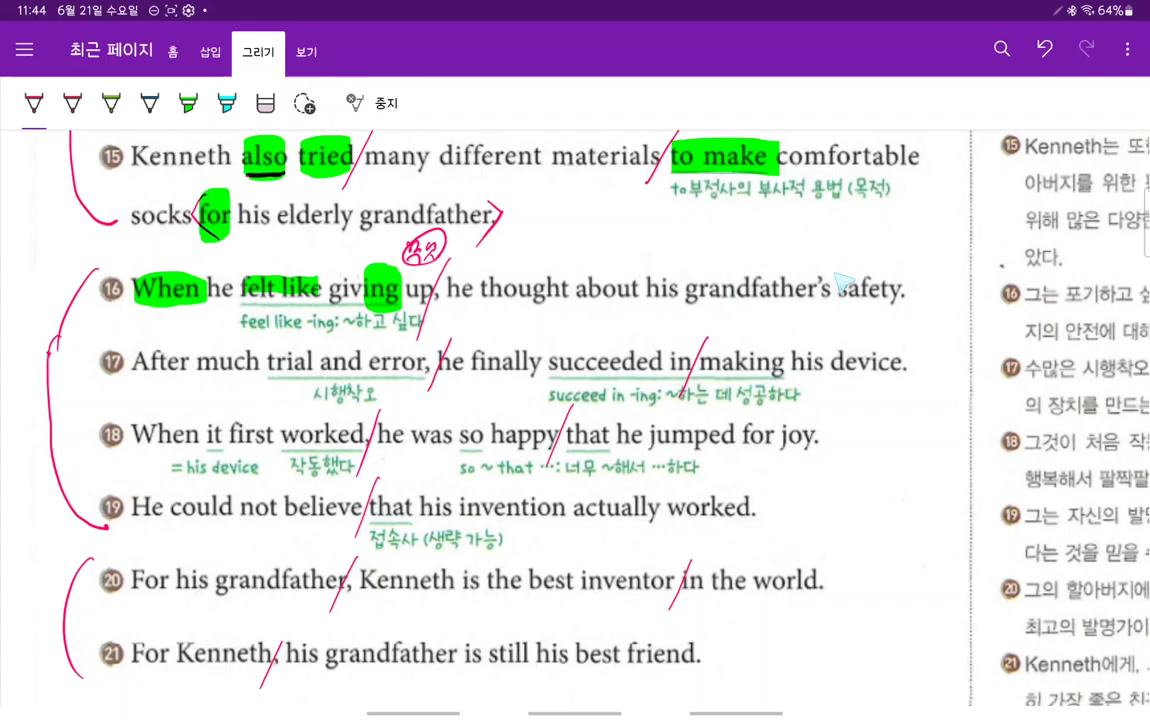 11:44 6월 21일 수요일 64%
최근 페이지 홈 삽입 그리기 보기
중지
⑮ Kenneth also tried many different materials to make comfortable
to부정사의 부사적 용법 (목적)
socks for his elderly grandfather.
⑯ When he felt like giving up, he thought about his grandfather's safety.
feel like -ing: ~하고 싶다
⑰ After much trial and error, he finally succeeded in making his device.
시행착오 succeed in -ing: ~하는 데 성공하다
⑱ When it first worked, he was so happy that he jumped for joy.
= his device 작동했다 so ~ that …: 너무 ~해서 …하다
⑲ He could not believe that his invention actually worked.
접속사 (생략 가능)
⑳ For his grandfather, Kenneth is the best inventor in the world.
㉑ For Kenneth, his grandfather is still his best friend.
⑮ Kenneth는 또
아버지를 위한
위해 많은 다양한
았다.
⑯ 그는 포기하고 싶
지의 안전에 대해
⑰ 수많은 시행착오
의 장치를 만드는
⑱ 그것이 처음 작
행복해서 팔짝팔
⑲ 그는 자신의 발명
다는 것을 믿을 수
⑳ 그의 할아버지에
최고의 발명가이
㉑ Kenneth에게,
히 가장 좋은 친구